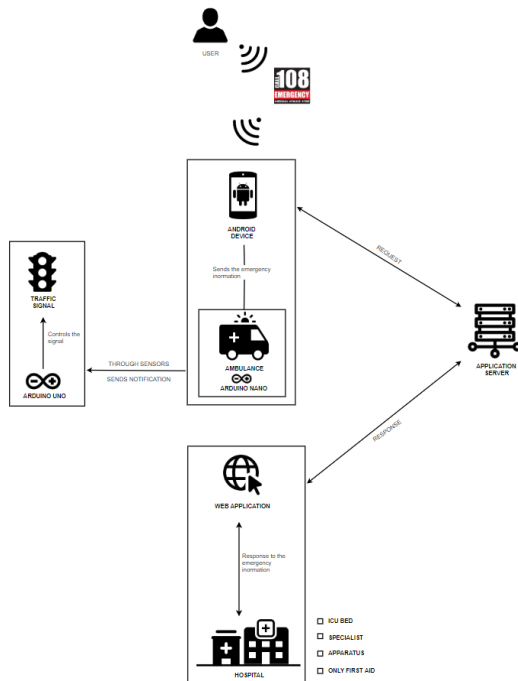 USER
108
EMERGENCY
ANDROID
DEVICE
REQUEST
Sends the emergency
inormation
TRAFFIC
SIGNAL
Controls the
signal
ARDUINO UNO
THROUGH SENSORS
SENDS NOTIFICATION
AMBULANCE
ARDUINO NANO
APPLICATION
SERVER
RESPONSE
WEB APPLICATION
Response to the
emergency
inormation
HOSPITAL
ICU BED
SPECIALIST
APPARATUS
ONLY FIRST AID